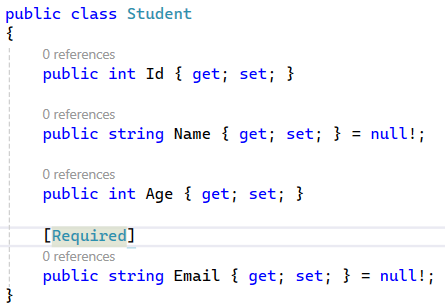 public class Student
{
0 references
public int Id { get; set; }
0 references
public string Name { get; set; } = null!;
0 references
public int Age { get; set; }
[Required]
0 references
public string Email { get; set; } = null!;
}